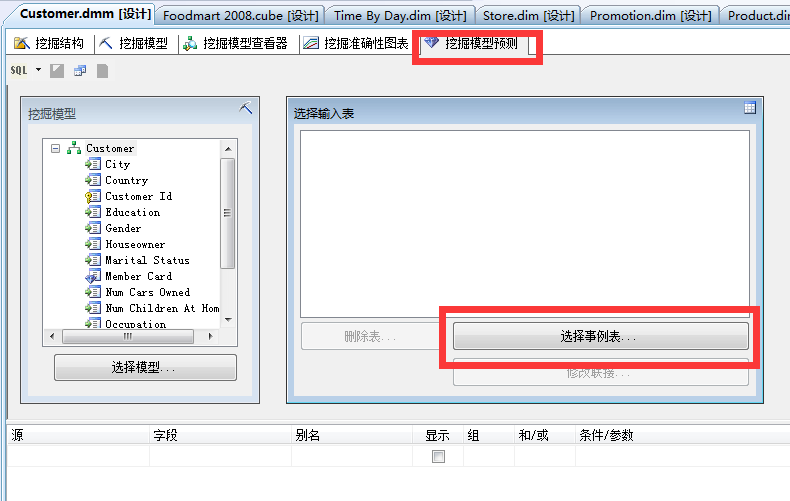 Customer.dmm [设计] Foodmart 2008.cube [设计] Time By Day.dim [设计] Store.dim [设计] Promotion.dim [设计] Product.di
挖掘结构 挖掘模型 挖掘模型查看器 挖掘准确性图表 挖掘模型预测
SQL
挖掘模型
Customer
City
Country
Customer Id
Education
Gender
Houseowner
Marital Status
Member Card
Num Cars Owned
Num Children At Hom
Occupation
选择模型...
选择输入表
删除表...
选择事例表...
修改联接...
源 字段 别名 显示 组 和/或 条件/参数